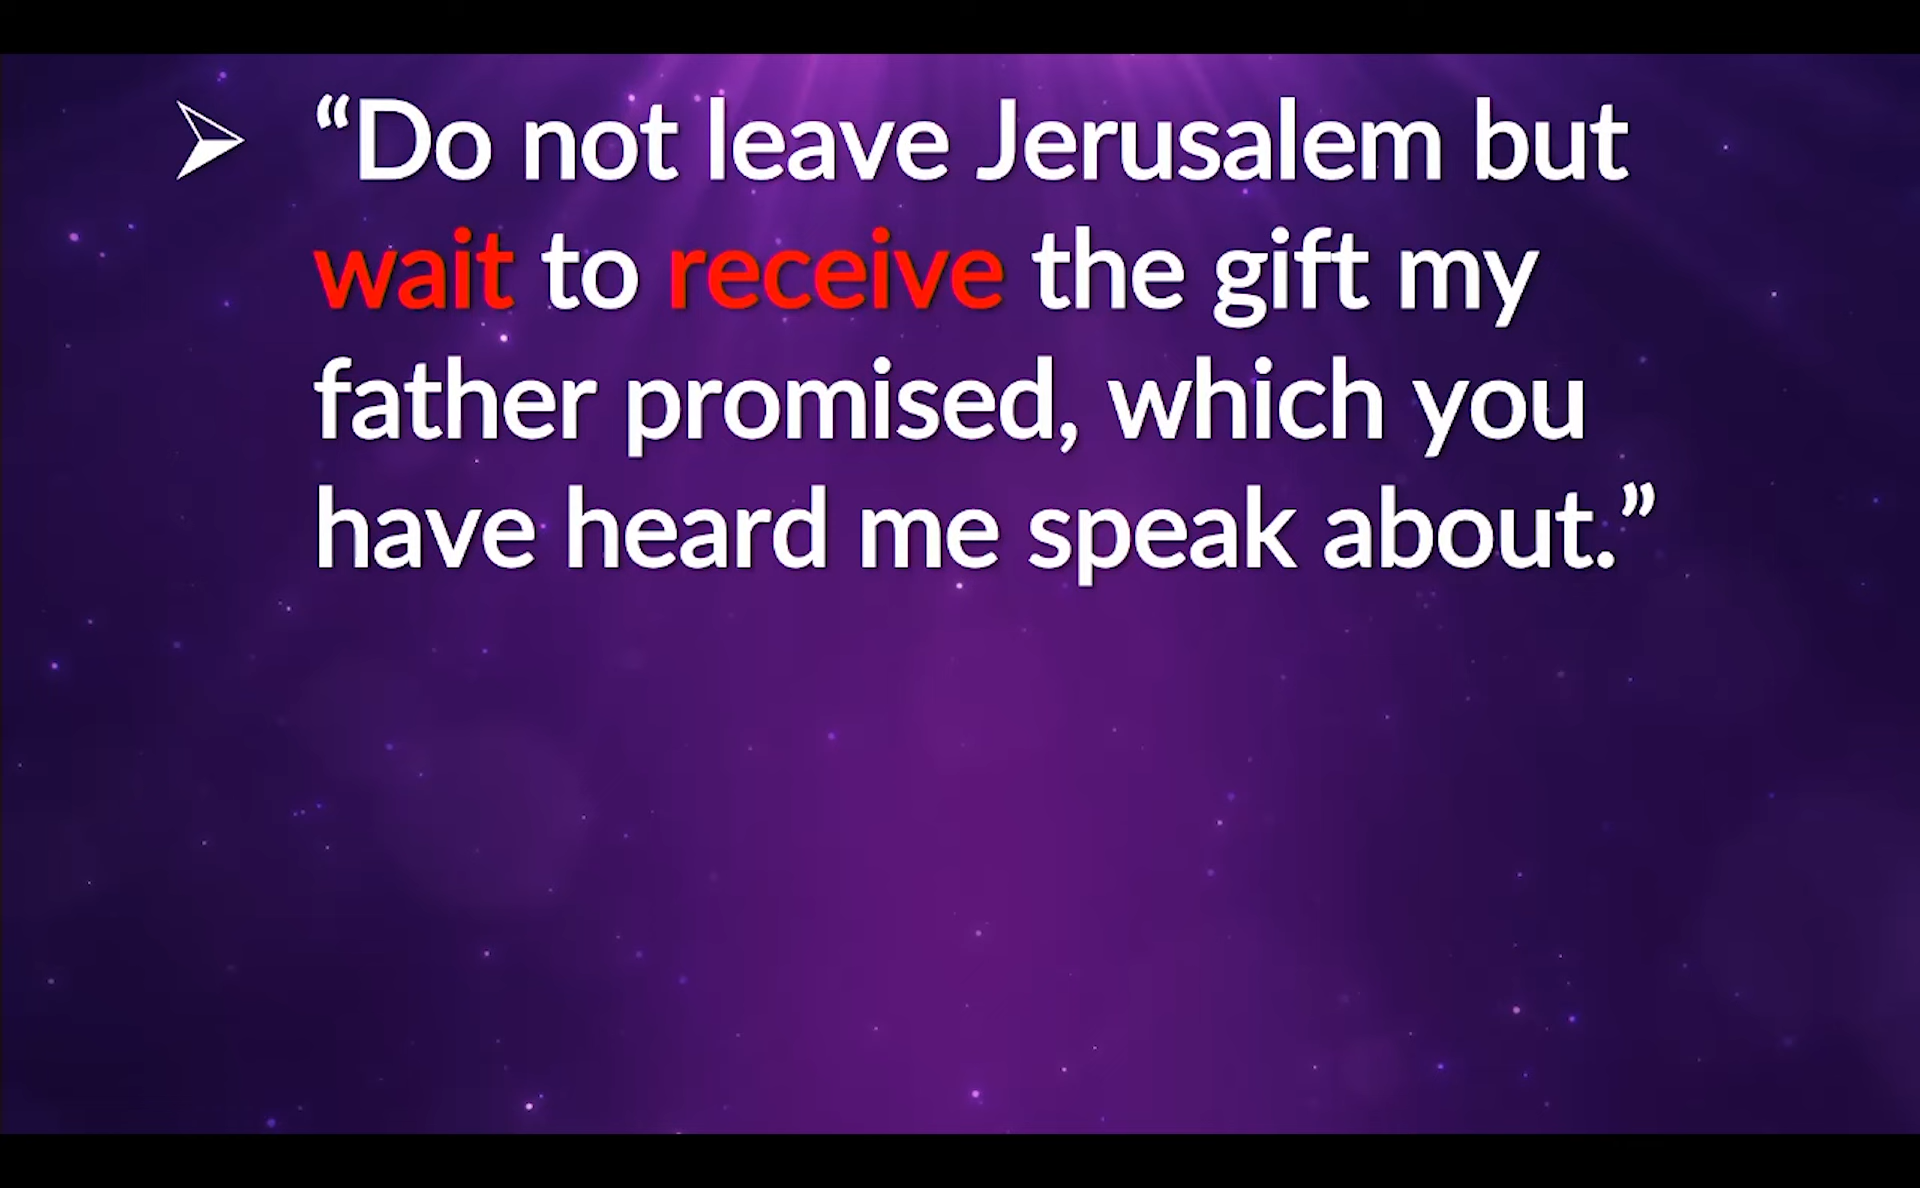 “Do not leave Jerusalem but
wait to receive the gift my
father promised, which you
have heard me speak about.”